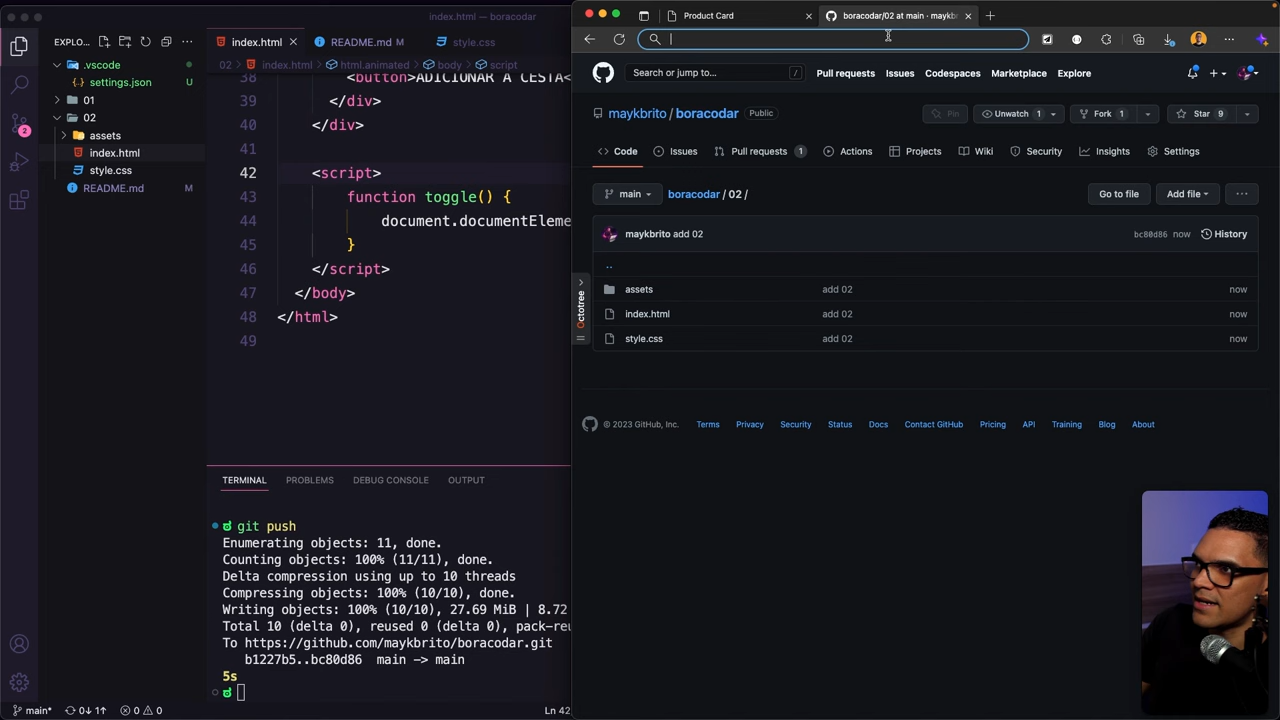 index.html — boracodar
EXPLO...
.vscode
settings.json
U
01
02
assets
index.html
style.css
README.md
M
2
index.html
README.md M
style.css
02 index.html html.animated body script
38 <button>ADICIONAR A CESTA<
39 </div>
40 </div>
41
42 <script>
43 function toggle() {
44 document.documentEleme
45 }
46 </script>
47 </body>
48 </html>
49
TERMINAL PROBLEMS DEBUG CONSOLE OUTPUT
git push
Enumerating objects: 11, done.
Counting objects: 100% (11/11), done.
Delta compression using up to 10 threads
Compressing objects: 100% (10/10), done.
Writing objects: 100% (10/10), 27.69 MiB | 8.72
Total 10 (delta 0), reused 0 (delta 0), pack-reu
To https://github.com/maykbrito/boracodar.git
b1227b5..bc80d86 main -> main
5s
main* 0↓ 1↑ 0 0
Ln 42
Product Card
boracodar/02 at main · maykb
Search or jump to... /
Pull requests Issues Codespaces Marketplace Explore
maykbrito / boracodar Public
Pin Unwatch 1 Fork 1 Star 9
Code Issues Pull requests 1 Actions Projects Wiki Security Insights Settings
main boracodar / 02 / Go to file Add file ...
maykbrito add 02 bc80d86 now History
..
assets add 02 now
index.html add 02 now
style.css add 02 now
Octotree
© 2023 GitHub, Inc. Terms Privacy Security Status Docs Contact GitHub Pricing API Training Blog About